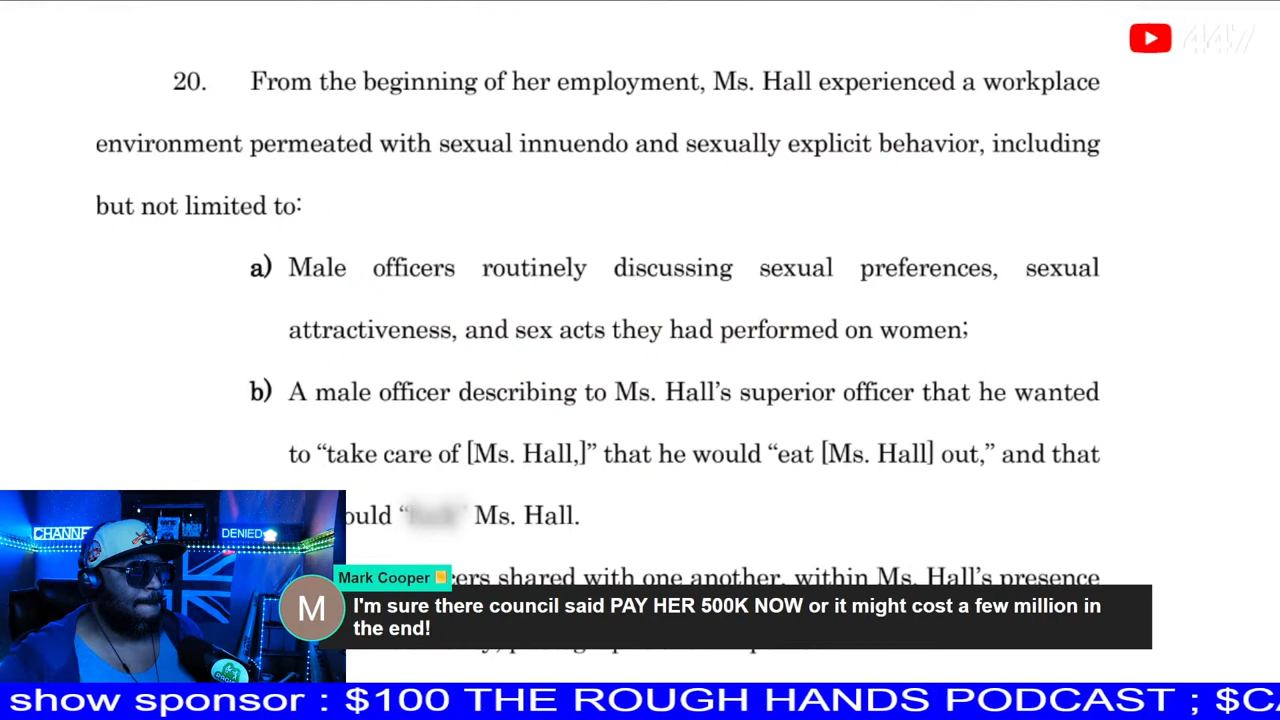 447
20. From the beginning of her employment, Ms. Hall experienced a workplace
environment permeated with sexual innuendo and sexually explicit behavior, including
but not limited to:
a) Male officers routinely discussing sexual preferences, sexual
attractiveness, and sex acts they had performed on women;
b) A male officer describing to Ms. Hall's superior officer that he wanted
to “take care of [Ms. Hall,]” that he would “eat [Ms. Hall] out,” and that
ould “ ” Ms. Hall.
CHANNE
DENIED
cers shared with one another, within Ms. Hall's presence
Mark Cooper
M
I'm sure there council said PAY HER 500K NOW or it might cost a few million in
the end!
show sponsor : $100 THE ROUGH HANDS PODCAST ; $CA